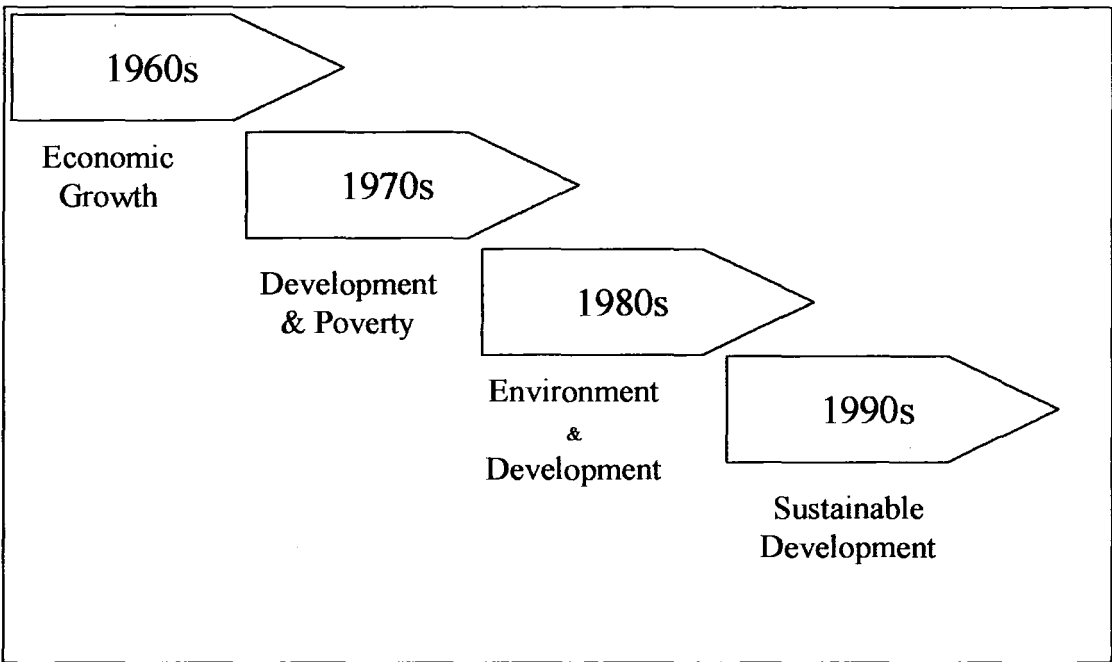 1960s
Economic
Growth
1970s
Development
& Poverty
1980s
Environment
&
Development
1990s
Sustainable
Development